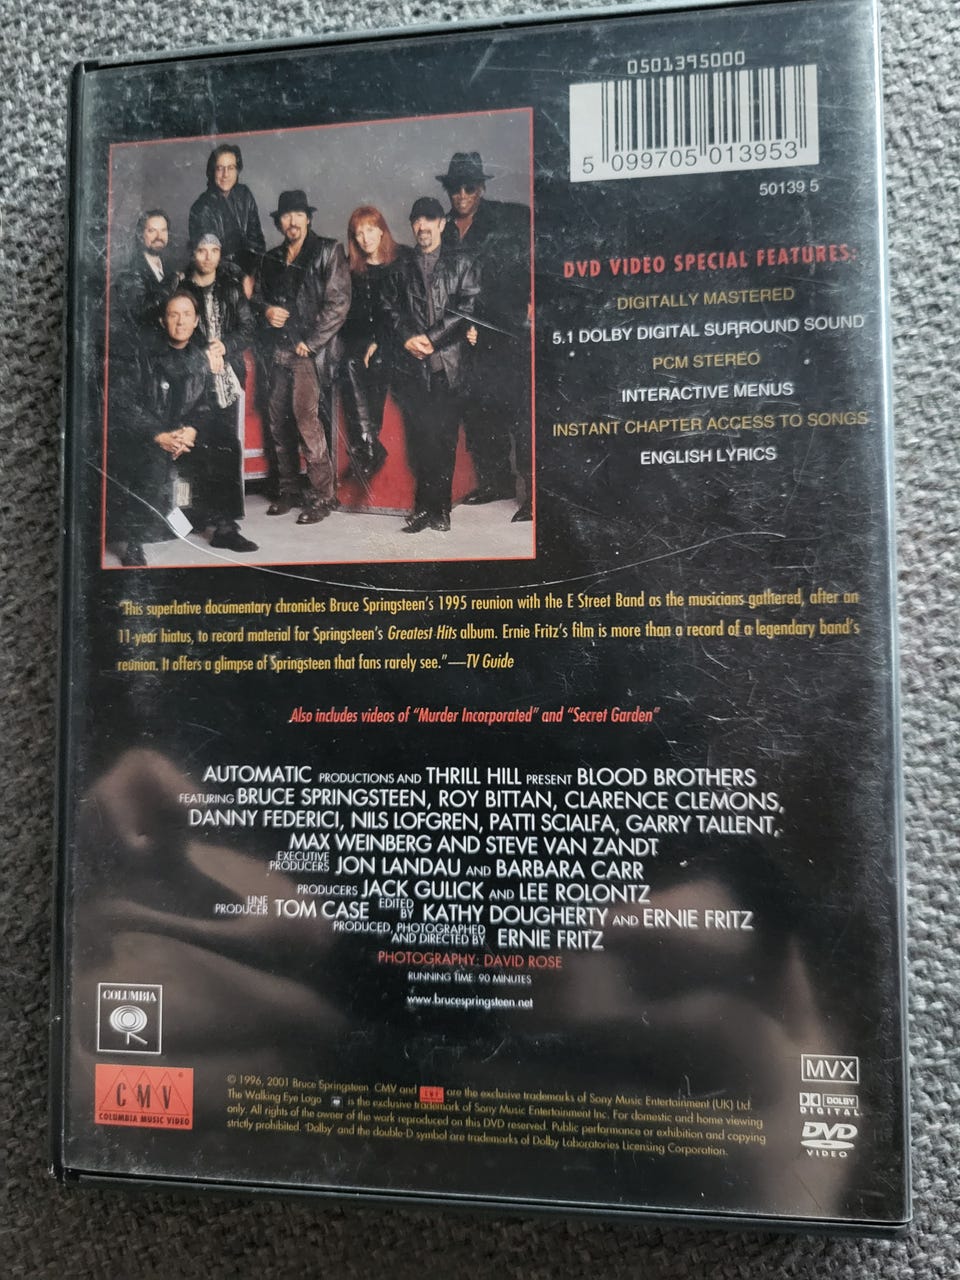 0501395000
5 099705 013953
50139 5
DVD VIDEO SPECIAL FEATURES:
DIGITALLY MASTERED
5.1 DOLBY DIGITAL SURROUND SOUND
PCM STEREO
INTERACTIVE MENUS
INSTANT CHAPTER ACCESS TO SONGS
ENGLISH LYRICS
"This superlative documentary chronicles Bruce Springsteen's 1995 reunion with the E Street Band as the musicians gathered, after an
11-year hiatus, to record material for Springsteen's Greatest Hits album. Ernie Fritz's film is more than a record of a legendary band's
reunion. It offers a glimpse of Springsteen that fans rarely see."—TV Guide
Also includes videos of "Murder Incorporated" and "Secret Garden"
AUTOMATIC PRODUCTIONS AND THRILL HILL PRESENT BLOOD BROTHERS
FEATURING BRUCE SPRINGSTEEN, ROY BITTAN, CLARENCE CLEMONS,
DANNY FEDERICI, NILS LOFGREN, PATTI SCIALFA, GARRY TALLENT,
MAX WEINBERG AND STEVE VAN ZANDT
EXECUTIVE PRODUCERS JON LANDAU AND BARBARA CARR
PRODUCERS JACK GULICK AND LEE ROLONTZ
LINE PRODUCER TOM CASE EDITED BY KATHY DOUGHERTY AND ERNIE FRITZ
PRODUCED, PHOTOGRAPHED AND DIRECTED BY ERNIE FRITZ
PHOTOGRAPHY: DAVID ROSE
RUNNING TIME: 90 MINUTES
www.brucespringsteen.net
COLUMBIA
CMV
COLUMBIA MUSIC VIDEO
© 1996, 2001 Bruce Springsteen. CMV and CMV are the exclusive trademarks of Sony Music Entertainment (UK) Ltd.
The Walking Eye Logo is the exclusive trademark of Sony Music Entertainment Inc. For domestic and home viewing
only. All rights of the owner of the work reproduced on this DVD reserved. Public performance or exhibition and copying
strictly prohibited. 'Dolby' and the double-D symbol are trademarks of Dolby Laboratories Licensing Corporation.
MVX
DOLBY
DIGITAL
DVD
VIDEO